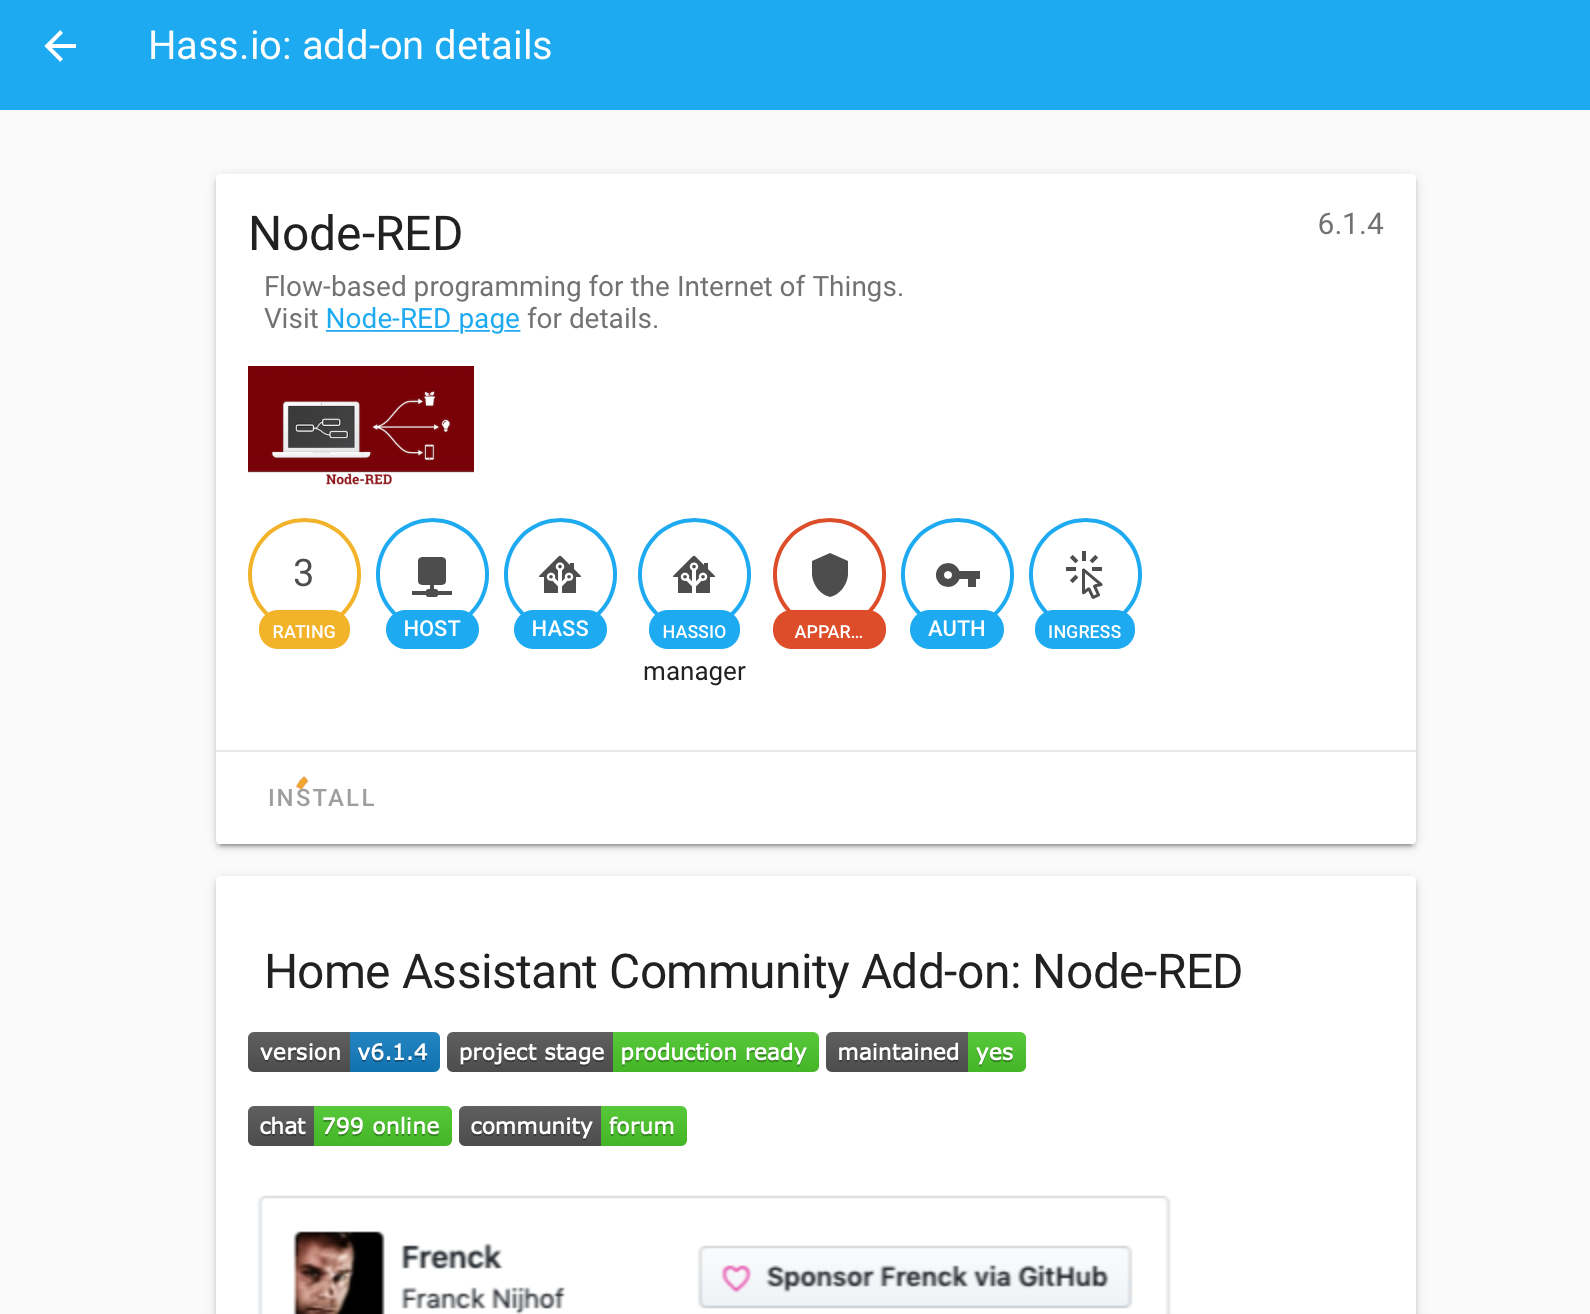 Hass.io: add-on details
Node-RED
6.1.4
Flow-based programming for the Internet of Things.
Visit Node-RED page for details.
Node-RED
3
RATING
HOST
HASS
HASSIO
manager
APPAR...
AUTH
INGRESS
INSTALL
Home Assistant Community Add-on: Node-RED
version v6.1.4 project stage production ready maintained yes
chat 799 online community forum
Frenck
Franck Nijhof
Sponsor Frenck via GitHub